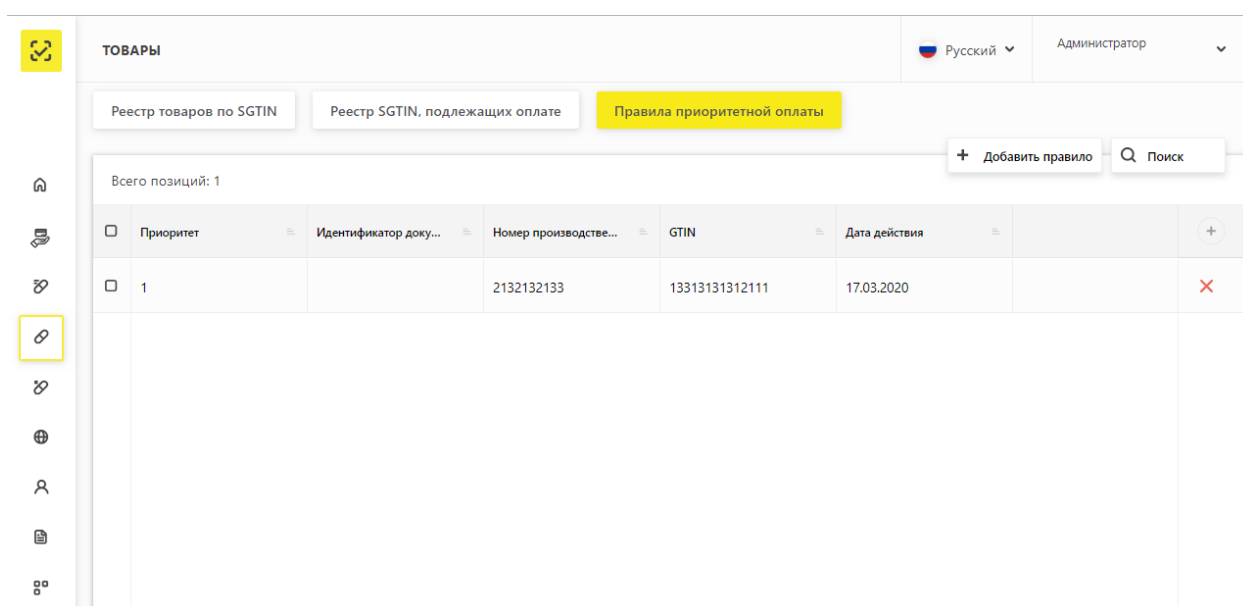 ТОВАРЫ
Русский
Администратор
Реестр товаров по SGTIN
Реестр SGTIN, подлежащих оплате
Правила приоритетной оплаты
+ Добавить правило
Поиск
Всего позиций: 1
Приоритет
Идентификатор доку...
Номер производстве...
GTIN
Дата действия
1
2132132133
13313131312111
17.03.2020